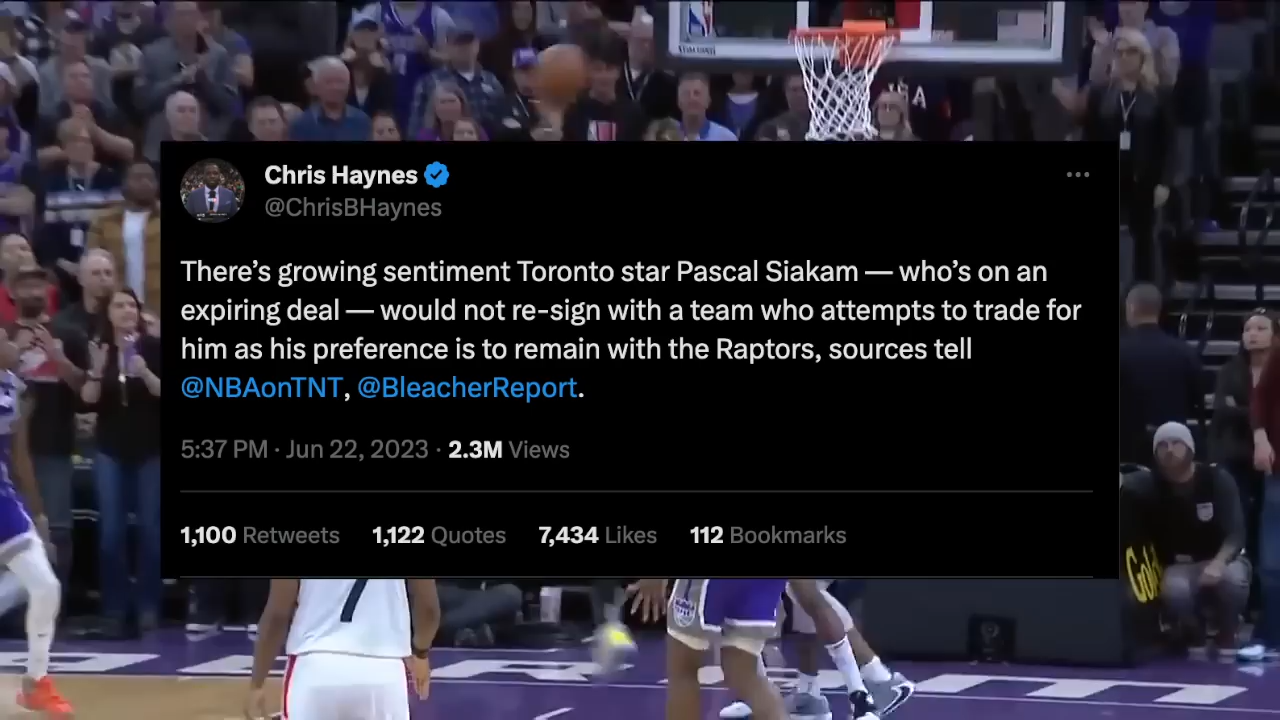 Chris Haynes
@ChrisBHaynes
There’s growing sentiment Toronto star Pascal Siakam — who’s on an
expiring deal — would not re-sign with a team who attempts to trade for
him as his preference is to remain with the Raptors, sources tell
@NBAonTNT, @BleacherReport.
5:37 PM · Jun 22, 2023 · 2.3M Views
1,100 Retweets 1,122 Quotes 7,434 Likes 112 Bookmarks
7